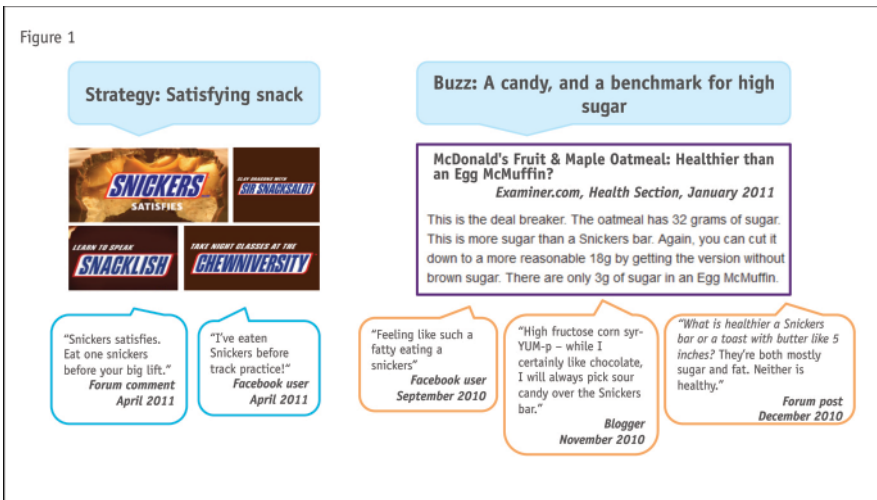 Figure 1
Strategy: Satisfying snack
SNICKERS
SATISFIES
SLAY DRAGONS WITH
SIR SNACKSALOT
LEARN TO SPEAK
SNACKLISH
TAKE NIGHT CLASSES AT THE
CHEWNIVERSITY
"Snickers satisfies.
Eat one snickers
before your big lift."
Forum comment
April 2011
"I've eaten
Snickers before
track practice!"
Facebook user
April 2011
Buzz: A candy, and a benchmark for high
sugar
McDonald's Fruit & Maple Oatmeal: Healthier than
an Egg McMuffin?
Examiner.com, Health Section, January 2011
This is the deal breaker. The oatmeal has 32 grams of sugar.
This is more sugar than a Snickers bar. Again, you can cut it
down to a more reasonable 18g by getting the version without
brown sugar. There are only 3g of sugar in an Egg McMuffin.
"Feeling like such a
fatty eating a
snickers"
Facebook user
September 2010
"High fructose corn syr-
YUM-p – while I
certainly like chocolate,
I will always pick sour
candy over the Snickers
bar."
Blogger
November 2010
"What is healthier a Snickers
bar or a toast with butter like 5
inches? They're both mostly
sugar and fat. Neither is
healthy."
Forum post
December 2010